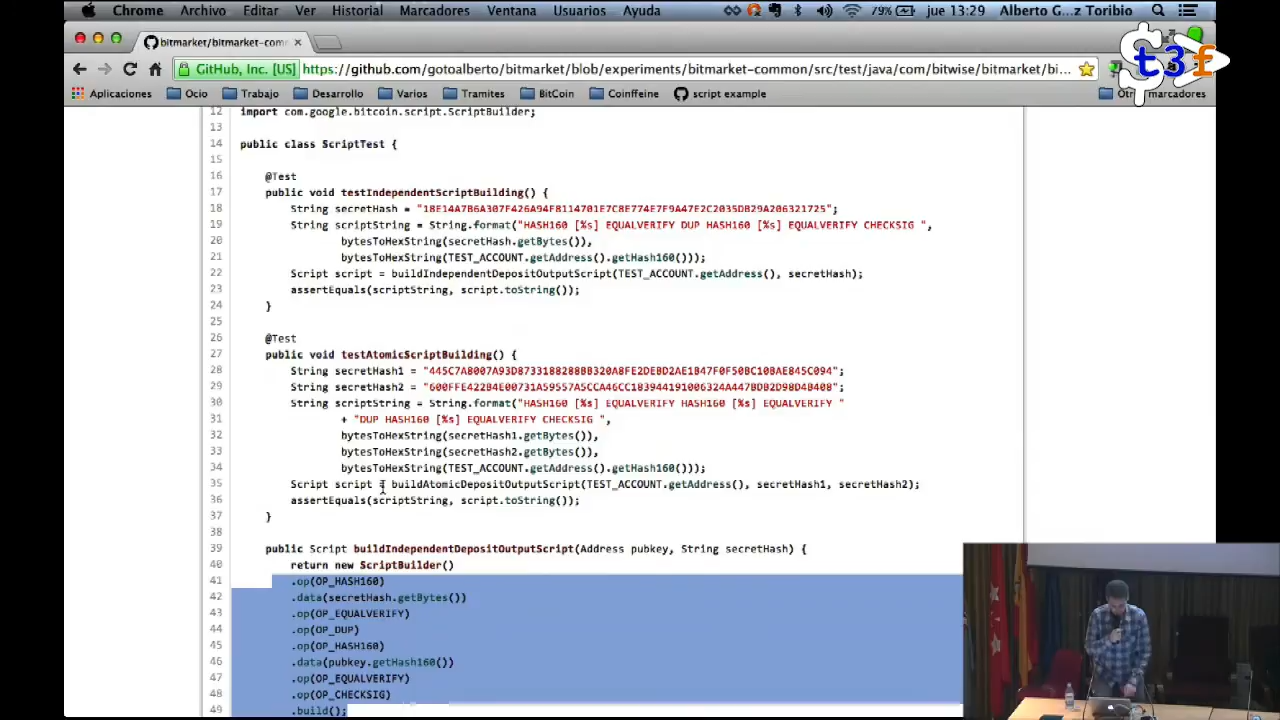 Chrome Archivo Editar Ver Historial Marcadores Ventana Usuarios Ayuda 79% jue 13:29 Alberto G...z Toribio
bitmarket/bitmarket-com
t3f
GitHub, Inc. [US] https://github.com/gotoalberto/bitmarket/blob/experiments/bitmarket-common/src/test/java/com/bitwise/bitmarket/bi...
Aplicaciones Ocio Trabajo Desarrollo Varios Tramites BitCoin Coinffeine script example Otros marcadores
12 import com.google.bitcoin.script.ScriptBuilder;
13
14 public class ScriptTest {
15
16 @Test
17 public void testIndependentScriptBuilding() {
18 String secretHash = "18E14A7B6A307F426A94F8114701E7C8E774E7F9A47E2C2035DB29A206321725";
19 String scriptString = String.format("HASH160 [%s] EQUALVERIFY DUP HASH160 [%s] EQUALVERIFY CHECKSIG ",
20 bytesToHexString(secretHash.getBytes()),
21 bytesToHexString(TEST_ACCOUNT.getAddress().getHash160()));
22 Script script = buildIndependentDepositOutputScript(TEST_ACCOUNT.getAddress(), secretHash);
23 assertEquals(scriptString, script.toString());
24 }
25
26 @Test
27 public void testAtomicScriptBuilding() {
28 String secretHash1 = "445C7A8007A93D8733188288BB320A8FE2DEBD2AE1B47F0F50BC10BAE845C094";
29 String secretHash2 = "600FFE422B4E00731A59557A5CCA46CC183944191006324A447BDB2D98D4B408";
30 String scriptString = String.format("HASH160 [%s] EQUALVERIFY HASH160 [%s] EQUALVERIFY "
31 + "DUP HASH160 [%s] EQUALVERIFY CHECKSIG ",
32 bytesToHexString(secretHash1.getBytes()),
33 bytesToHexString(secretHash2.getBytes()),
34 bytesToHexString(TEST_ACCOUNT.getAddress().getHash160()));
35 Script script = buildAtomicDepositOutputScript(TEST_ACCOUNT.getAddress(), secretHash1, secretHash2);
36 assertEquals(scriptString, script.toString());
37 }
38
39 public Script buildIndependentDepositOutputScript(Address pubkey, String secretHash) {
40 return new ScriptBuilder()
41 .op(OP_HASH160)
42 .data(secretHash.getBytes())
43 .op(OP_EQUALVERIFY)
44 .op(OP_DUP)
45 .op(OP_HASH160)
46 .data(pubkey.getHash160())
47 .op(OP_EQUALVERIFY)
48 .op(OP_CHECKSIG)
49 .build();